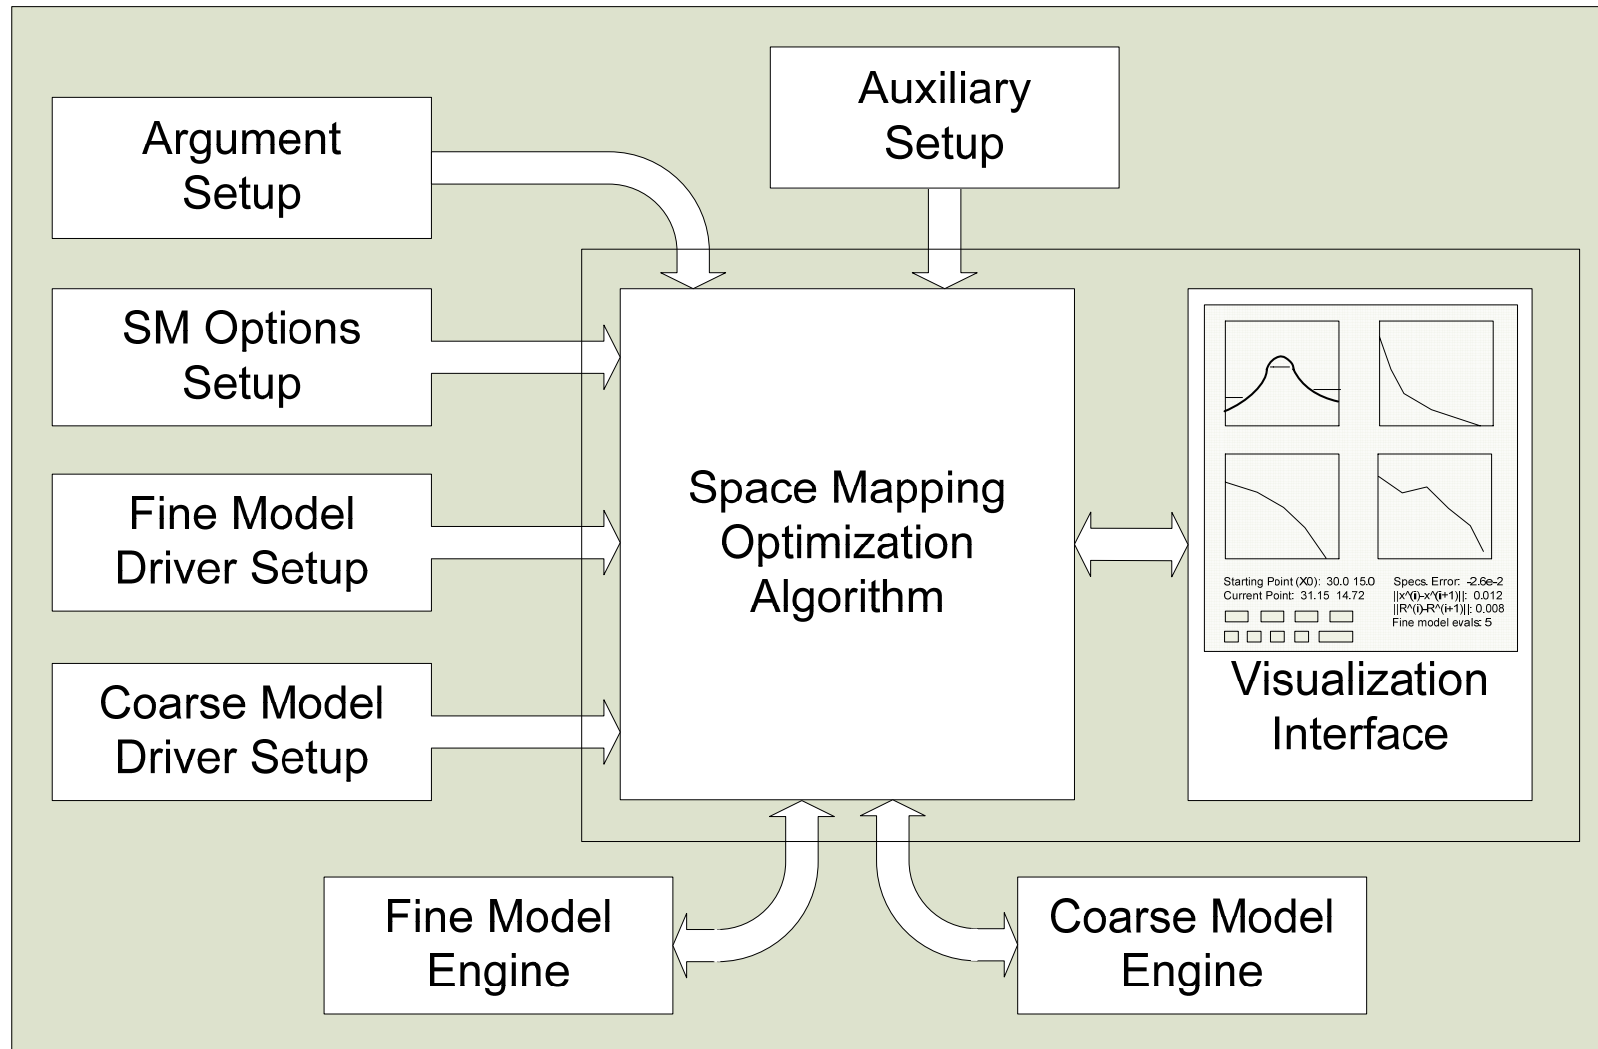 Argument
Setup
Auxiliary
Setup
SM Options
Setup
Fine Model
Driver Setup
Coarse Model
Driver Setup
Space Mapping
Optimization
Algorithm
Starting Point (X0): 30.0 15.0
Current Point: 31.15 14.72
Specs. Error: -2.6e-2
||x^(i)-x^(i+1)||: 0.012
||R^(i)-R^(i+1)||: 0.008
Fine model evals: 5
Visualization
Interface
Fine Model
Engine
Coarse Model
Engine